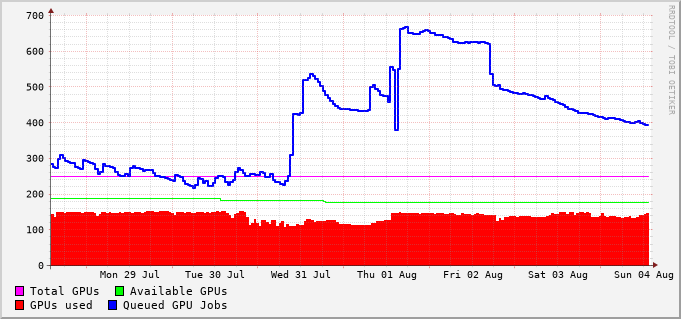 700
600
500
400
300
200
100
0
Mon 29 Jul Tue 30 Jul Wed 31 Jul Thu 01 Aug Fri 02 Aug Sat 03 Aug Sun 04 Aug
Total GPUs Available GPUs
GPUs used Queued GPU Jobs
RRDTOOL / TOBI OETIKER